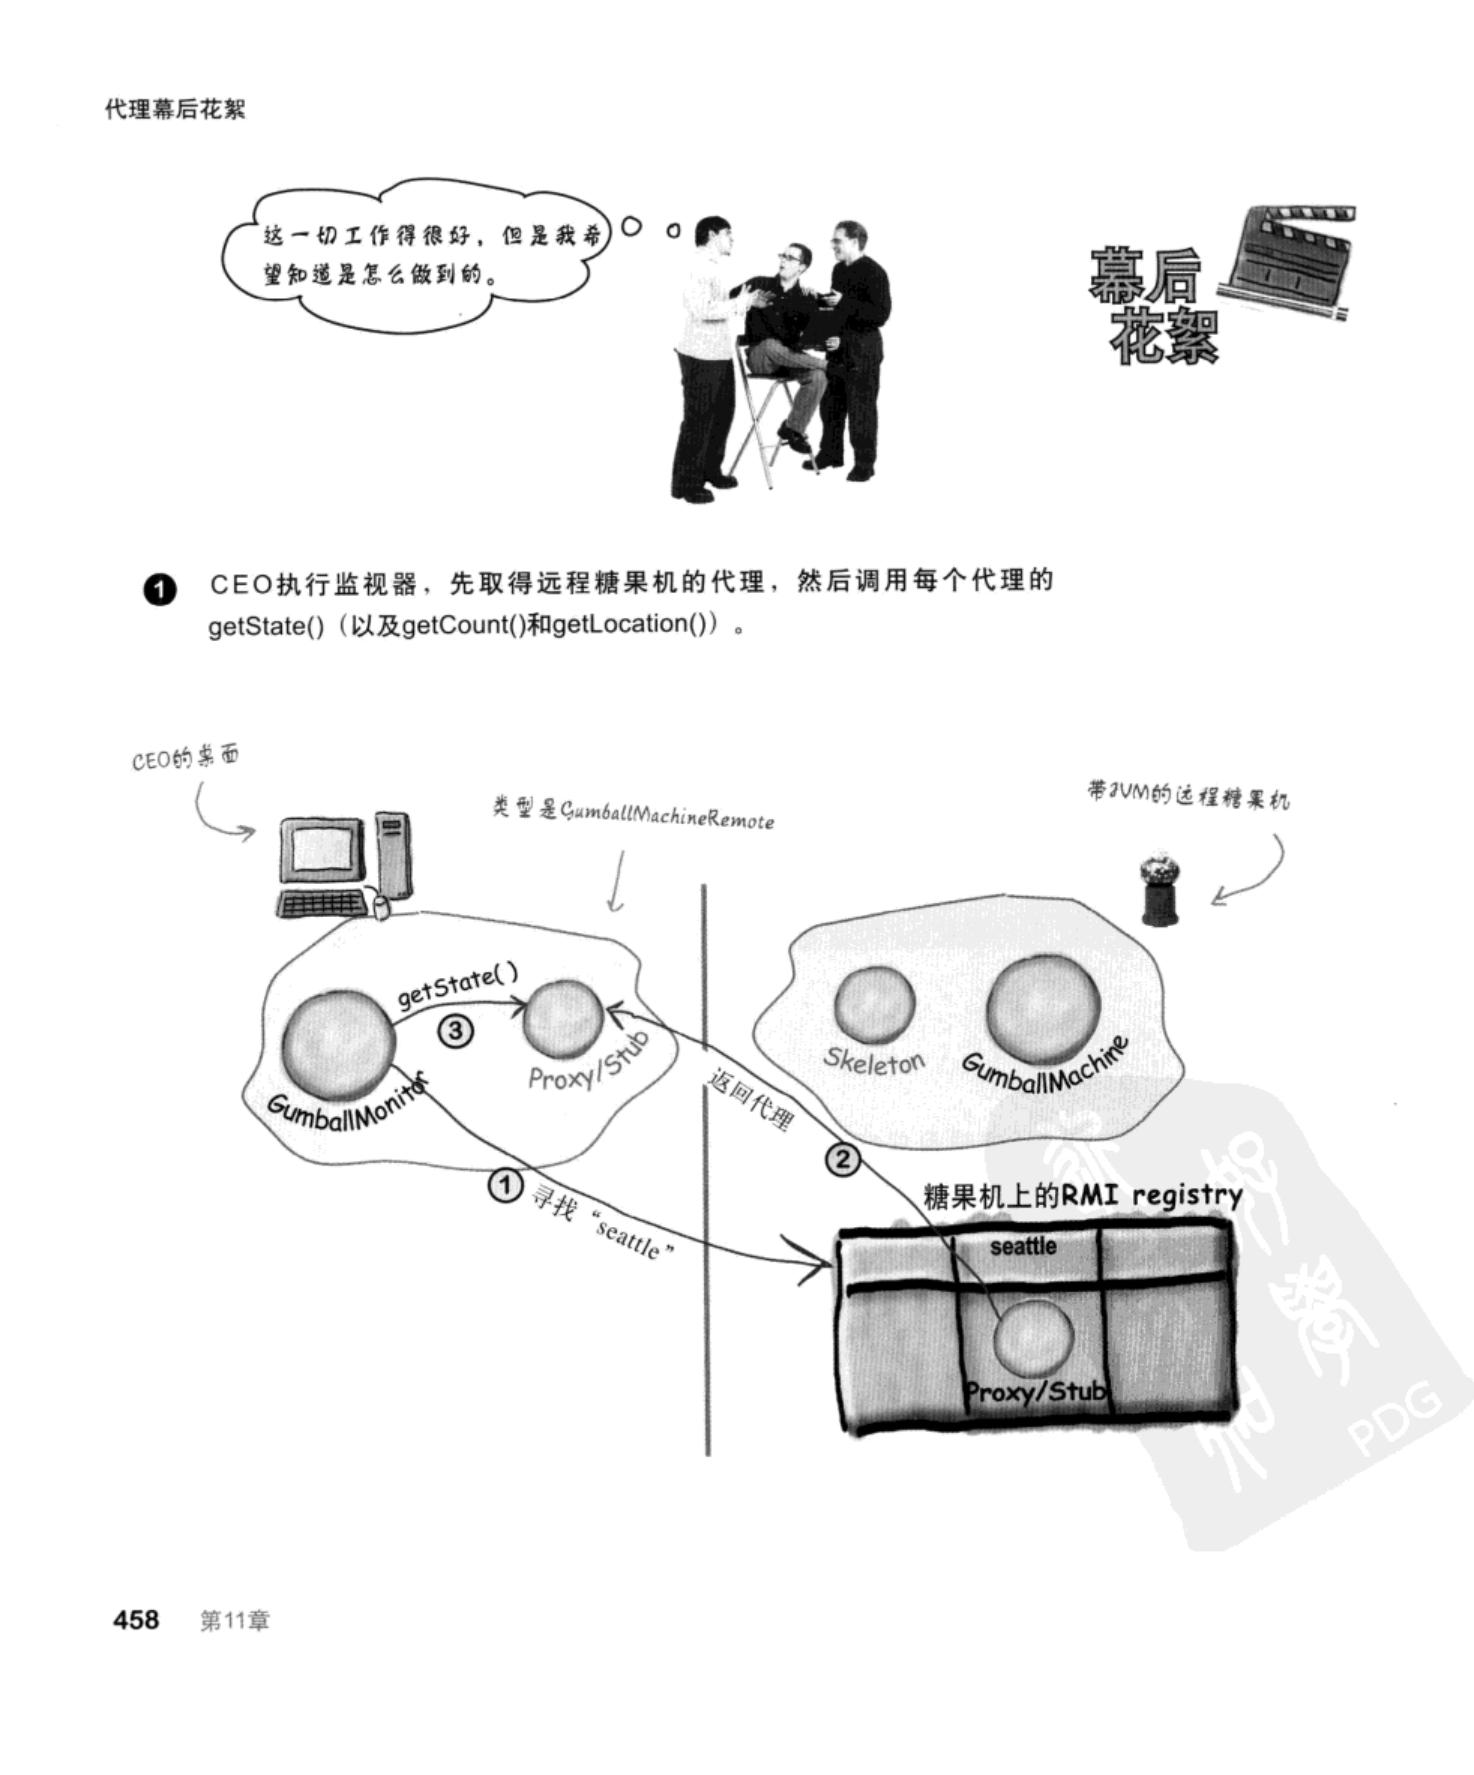 代理幕后花絮
这一切工作得很好，但是我希
望知道是怎么做到的。
幕后
花絮
1 CEO执行监视器，先取得远程糖果机的代理，然后调用每个代理的
getState()（以及getCount()和getLocation()）。
CEO的桌面
类型是GumballMachineRemote
带JVM的远程糖果机
getState()
3
Proxy/Stub
GumballMonitor
Skeleton
GumballMachine
返回代理
2
1
寻找“seattle”
糖果机上的RMI registry
seattle
Proxy/Stub
PDG
458 第11章